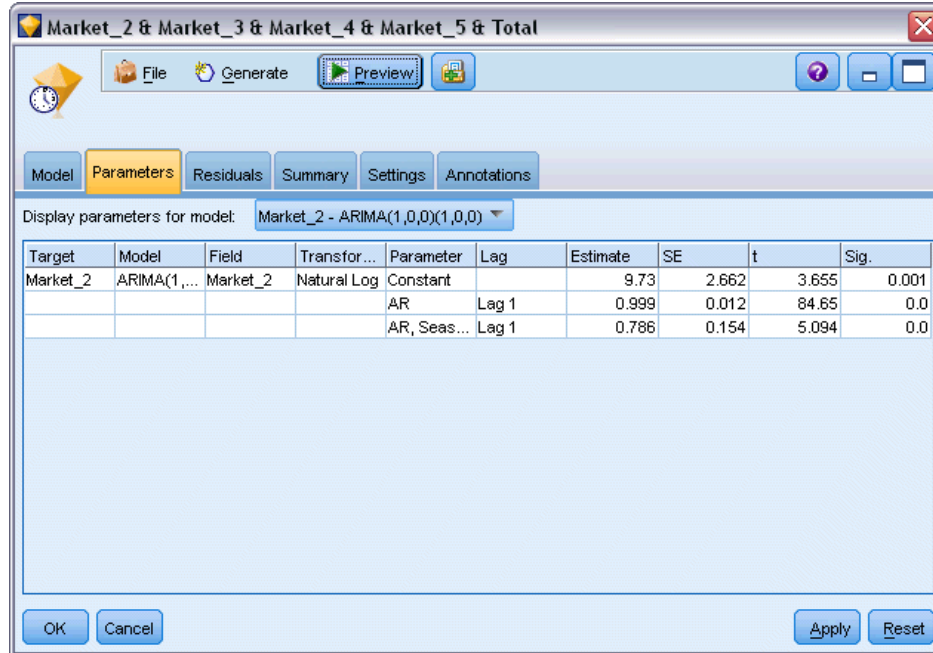 Market_2 & Market_3 & Market_4 & Market_5 & Total
File Generate Preview
Model Parameters Residuals Summary Settings Annotations
Display parameters for model: Market_2 - ARIMA(1,0,0)(1,0,0)
Target Model Field Transfor... Parameter Lag Estimate SE t Sig.
Market_2 ARIMA(1,... Market_2 Natural Log Constant 9.73 2.662 3.655 0.001
AR Lag 1 0.999 0.012 84.65 0.0
AR, Seas... Lag 1 0.786 0.154 5.094 0.0
OK Cancel Apply Reset